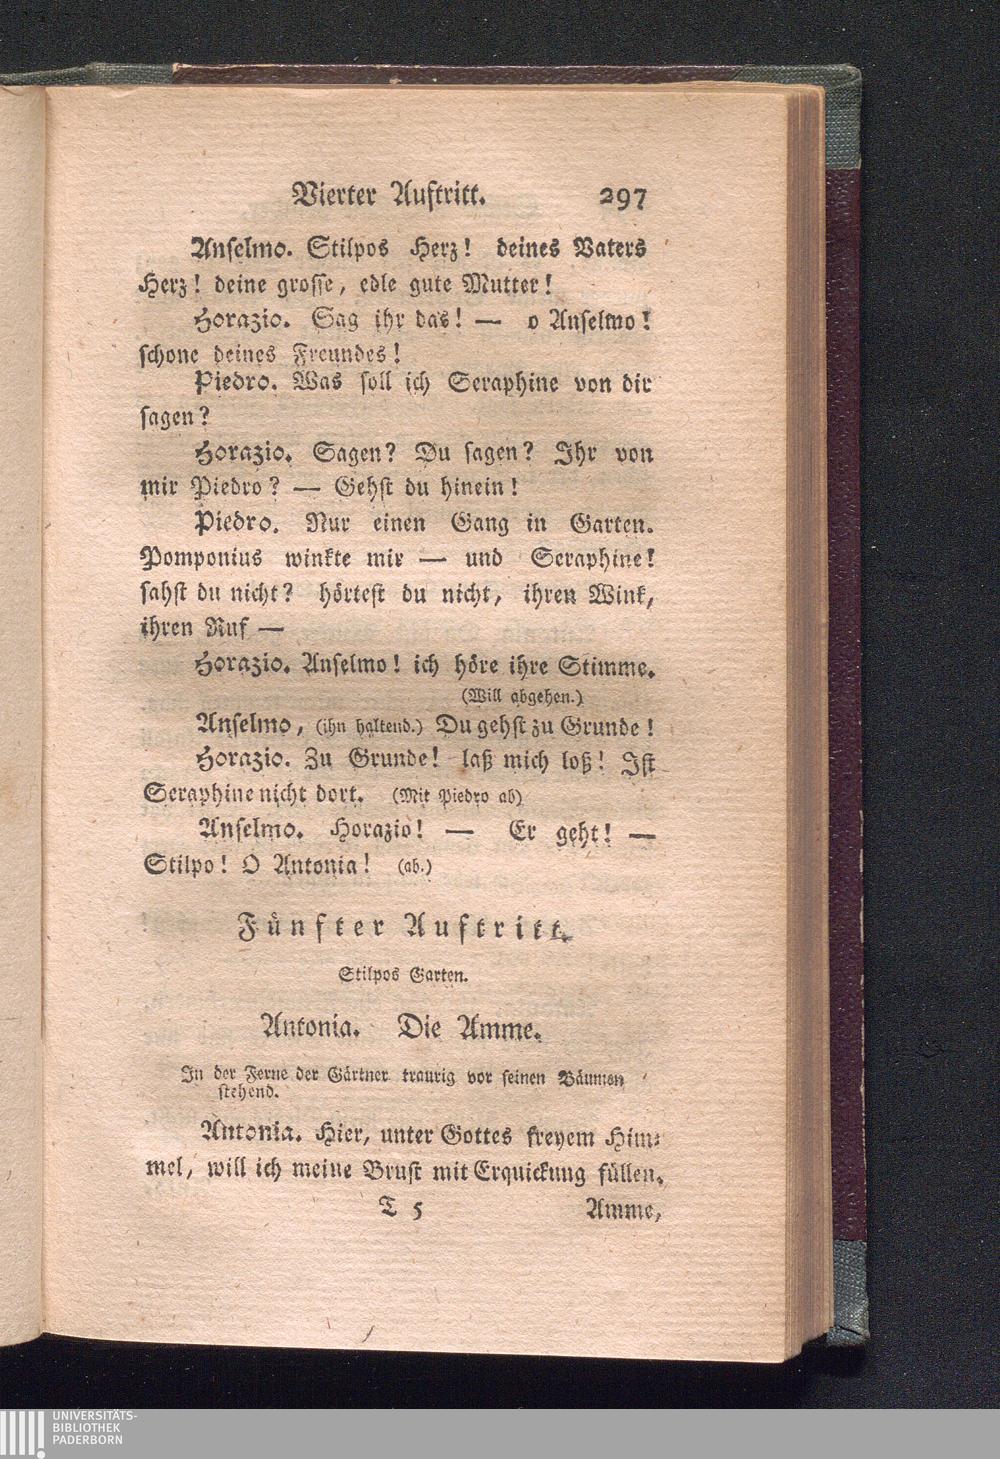 Vierter Auftritt. 297
Anselmo. Stilpos Herz! deines Vaters
Herz! deine grosse, edle gute Mutter!
Horazio. Sag ihr das! — o Anselmo!
schone deines Freundes!
Piedro. Was soll ich Seraphine von dir
sagen?
Horazio. Sagen? Du sagen? Ihr von
mir Piedro? — Gehst du hinein!
Piedro. Nur einen Gang in Garten.
Pomponius winkte mir — und Seraphine!
sahst du nicht? hörtest du nicht, ihren Wink,
ihren Ruf —
Horazio. Anselmo! ich höre ihre Stimme.
(Will abgehen.)
Anselmo, (ihn haltend.) Du gehst zu Grunde!
Horazio. Zu Grunde! laß mich loß! Ist
Seraphine nicht dort. (Mit Piedro ab)
Anselmo. Horazio! — Er geht! —
Stilpo! O Antonia! (ab.)
Fünfter Auftritt.
Stilpos Garten.
Antonia. Die Amme.
In der Ferne der Gärtner traurig vor seinen Bäumen
stehend.
Antonia. Hier, unter Gottes freyem Him-
mel, will ich meine Brust mit Erquickung füllen.
T 5 Amme,
UNIVERSITÄTS-
BIBLIOTHEK
PADERBORN